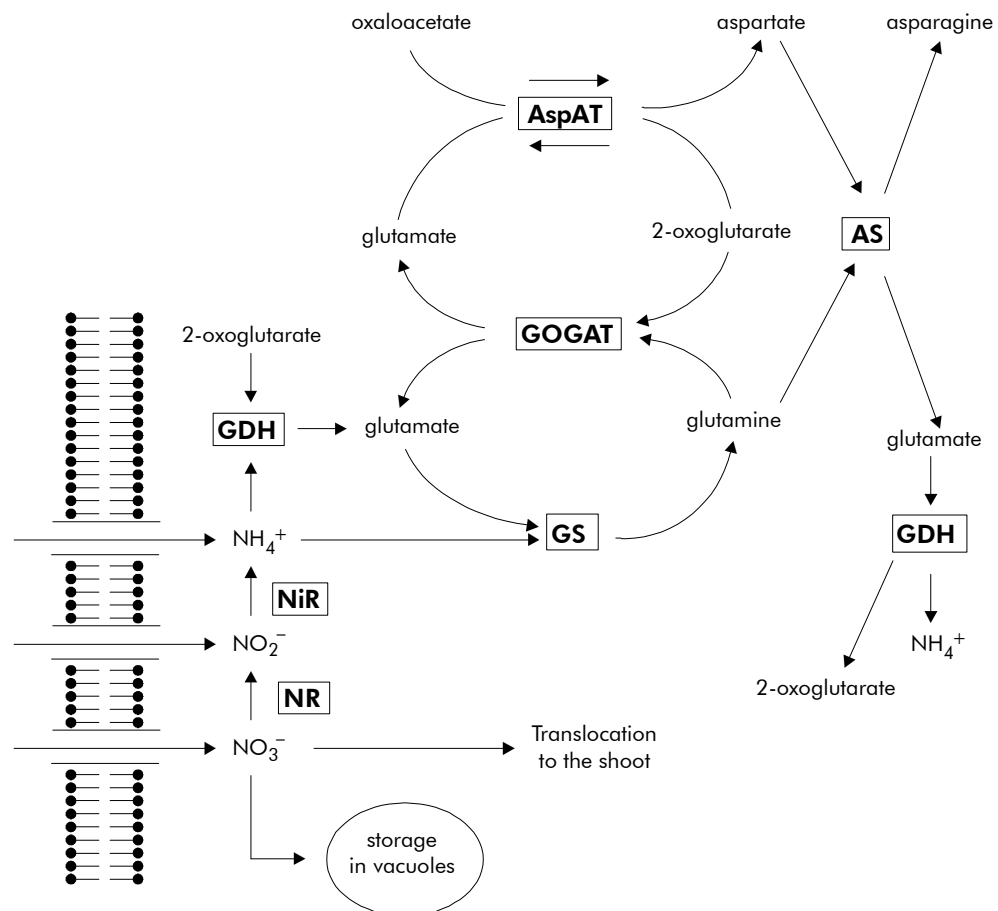 oxaloacetate
aspartate
asparagine
AspAT
glutamate
2-oxoglutarate
AS
2-oxoglutarate
GOGAT
GDH
glutamate
glutamine
glutamate
NH₄⁺
GS
GDH
NiR
NO₂⁻
NH₄⁺
NR
2-oxoglutarate
NO₃⁻
Translocation
to the shoot
storage
in vacuoles